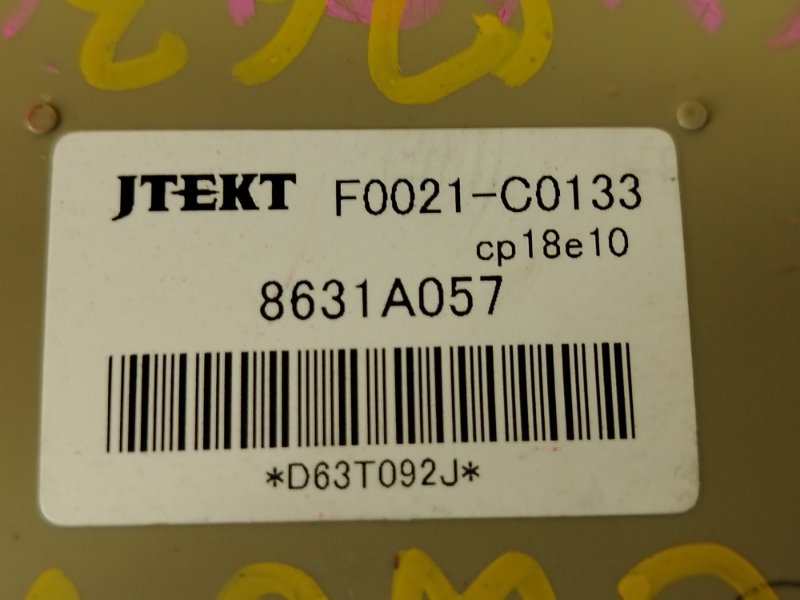 JTEKT F0021-C0133
cp18e10
8631A057
*D63T092J*